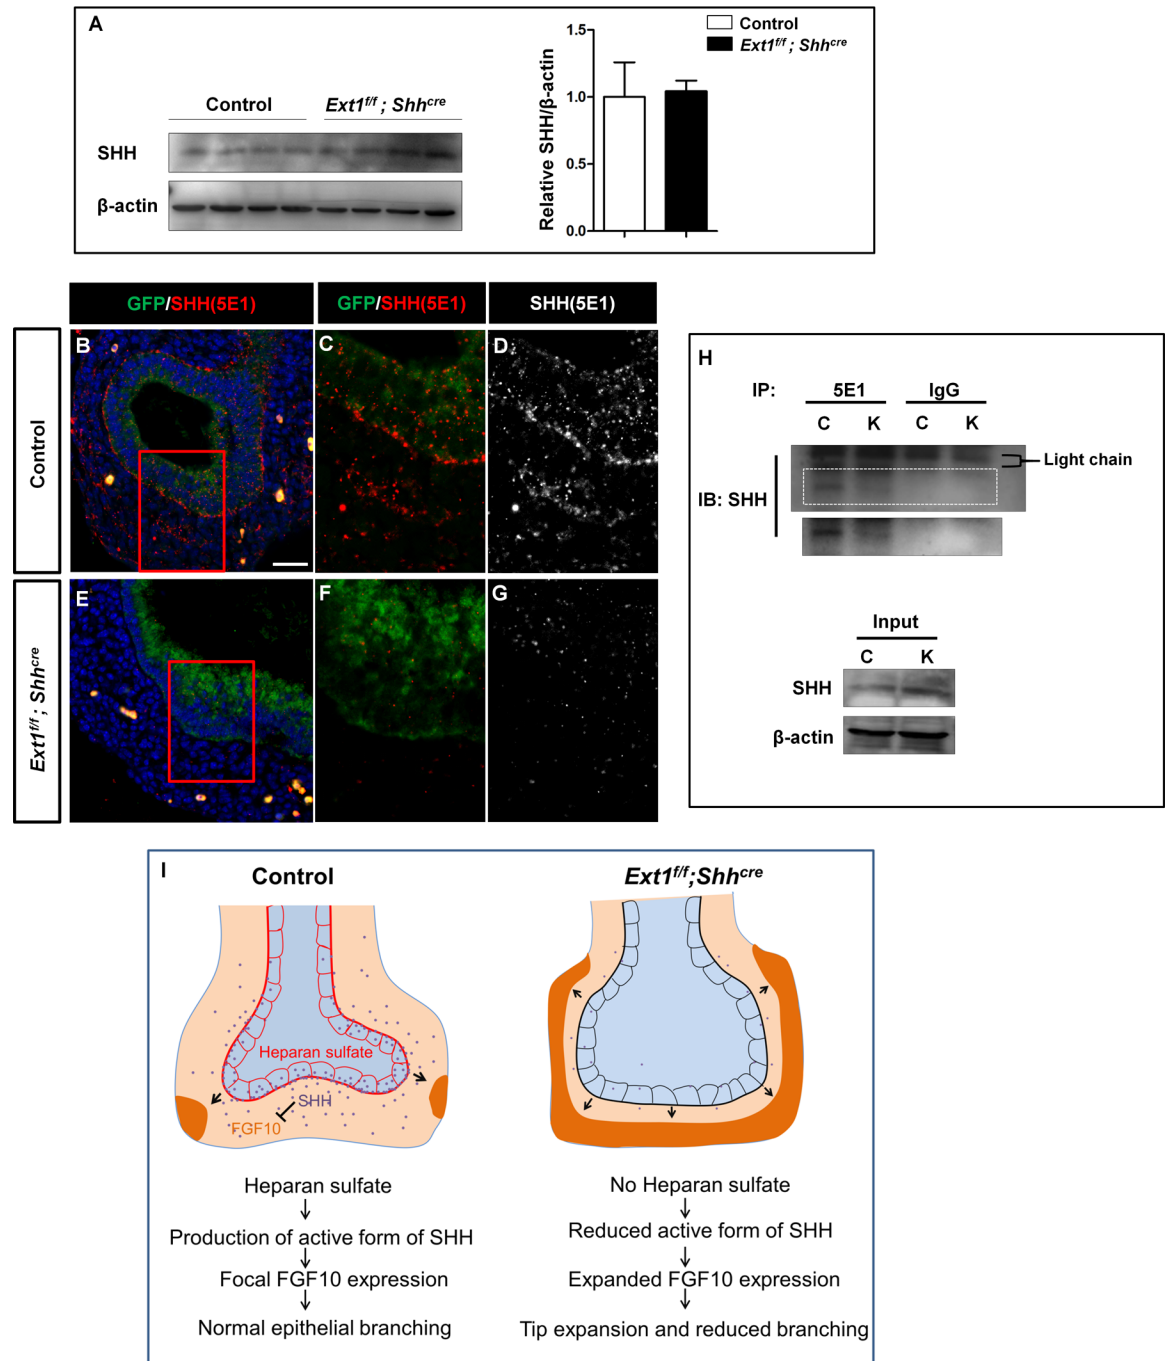 A
Control
Ext1f/f ; Shhcre
SHH
β-actin
Relative SHH/β-actin
1.5
1.0
0.5
0.0
Control
Ext1f/f ; Shhcre
GFP/SHH(5E1)
GFP/SHH(5E1)
SHH(5E1)
Control
B
C
D
Ext1f/f ; Shhcre
E
F
G
H
IP:
5E1
IgG
C
K
C
K
Light chain
IB: SHH
Input
C
K
SHH
β-actin
I
Control
Ext1f/f;Shhcre
Heparan sulfate
SHH
FGF10
Heparan sulfate
Production of active form of SHH
Focal FGF10 expression
Normal epithelial branching
No Heparan sulfate
Reduced active form of SHH
Expanded FGF10 expression
Tip expansion and reduced branching